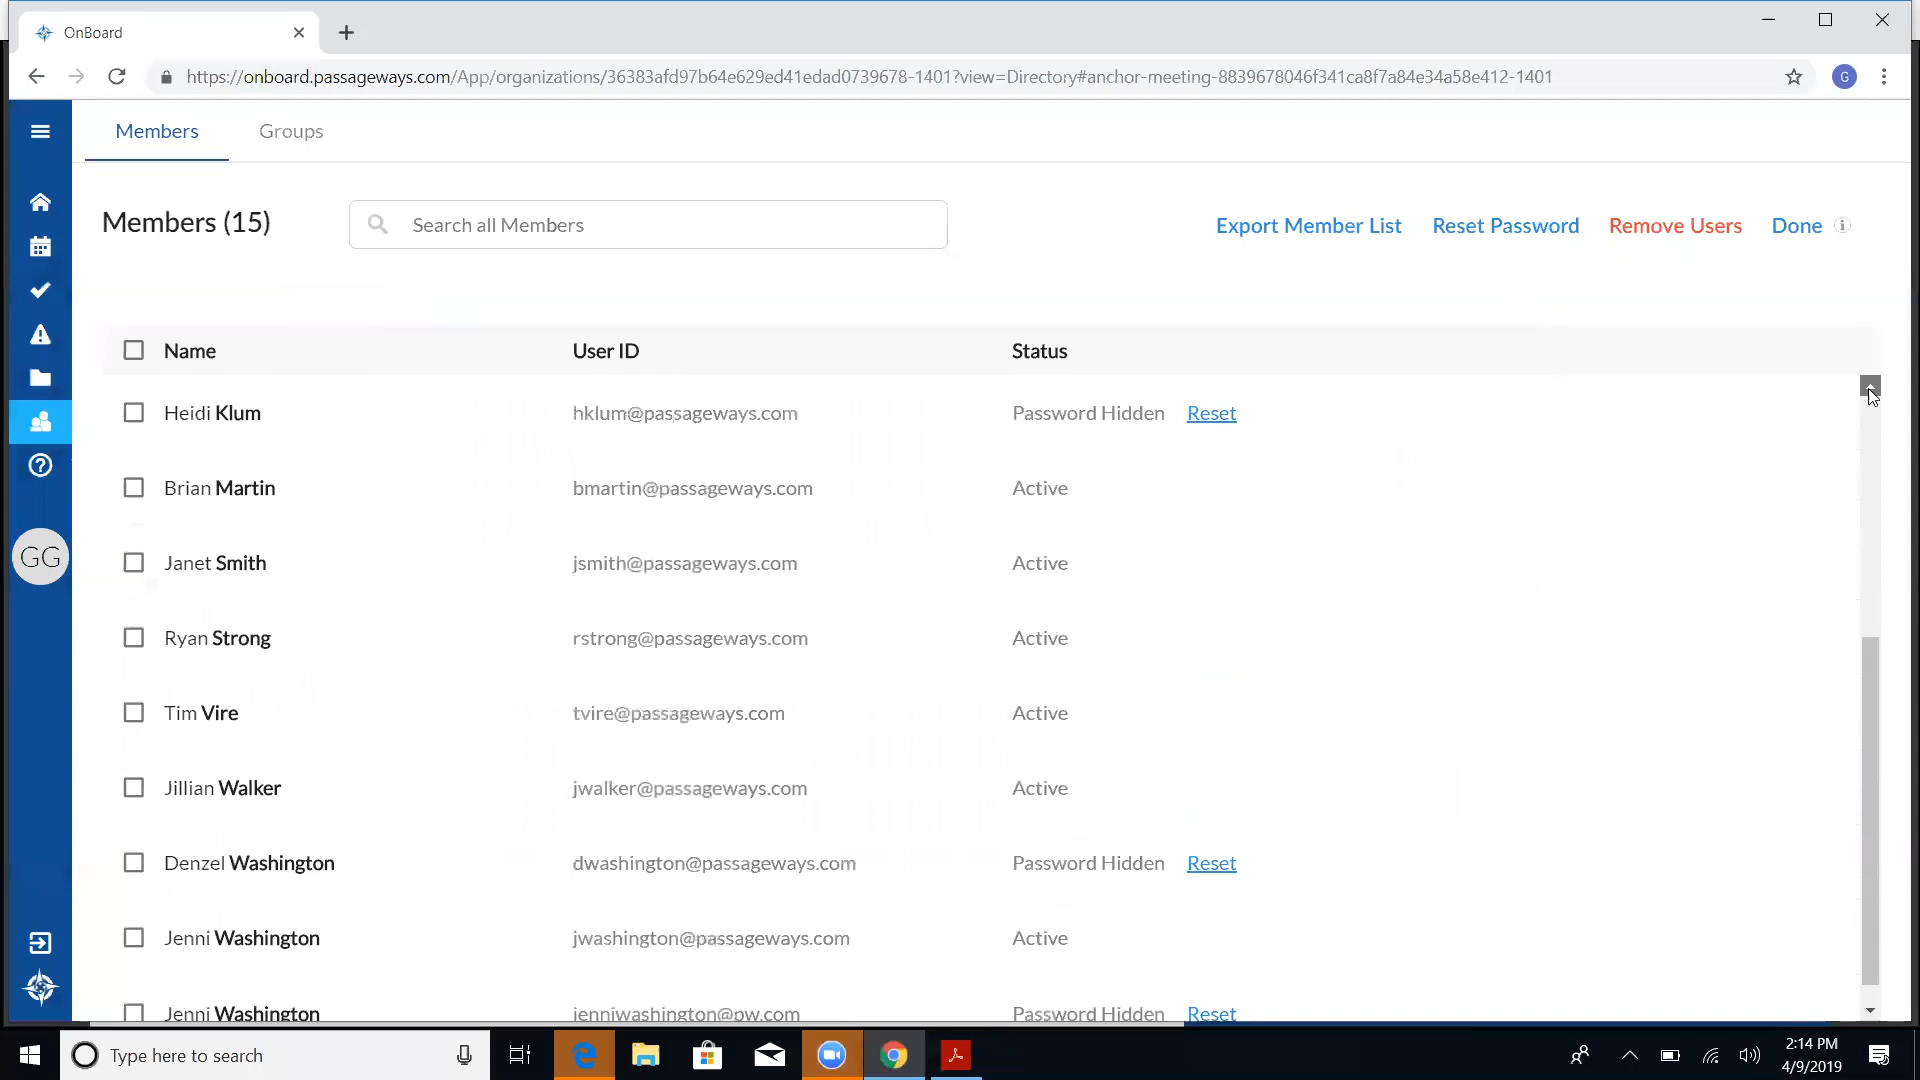 OnBoard
https://onboard.passageways.com/App/organizations/36383afd97b64e629ed41edad0739678-1401?view=Directory#anchor-meeting-8839678046f341ca8f7a84e34a58e412-1401
G
Members Groups
Members (15)
Search all Members
Export Member List Reset Password Remove Users Done
Name User ID Status
Heidi Klum hklum@passageways.com Password Hidden Reset
Brian Martin bmartin@passageways.com Active
Janet Smith jsmith@passageways.com Active
Ryan Strong rstrong@passageways.com Active
Tim Vire tvire@passageways.com Active
Jillian Walker jwalker@passageways.com Active
Denzel Washington dwashington@passageways.com Password Hidden Reset
Jenni Washington jwashington@passageways.com Active
Jenni Washington jenniwashington@pw.com Password Hidden Reset
GG
Type here to search
2:14 PM
4/9/2019